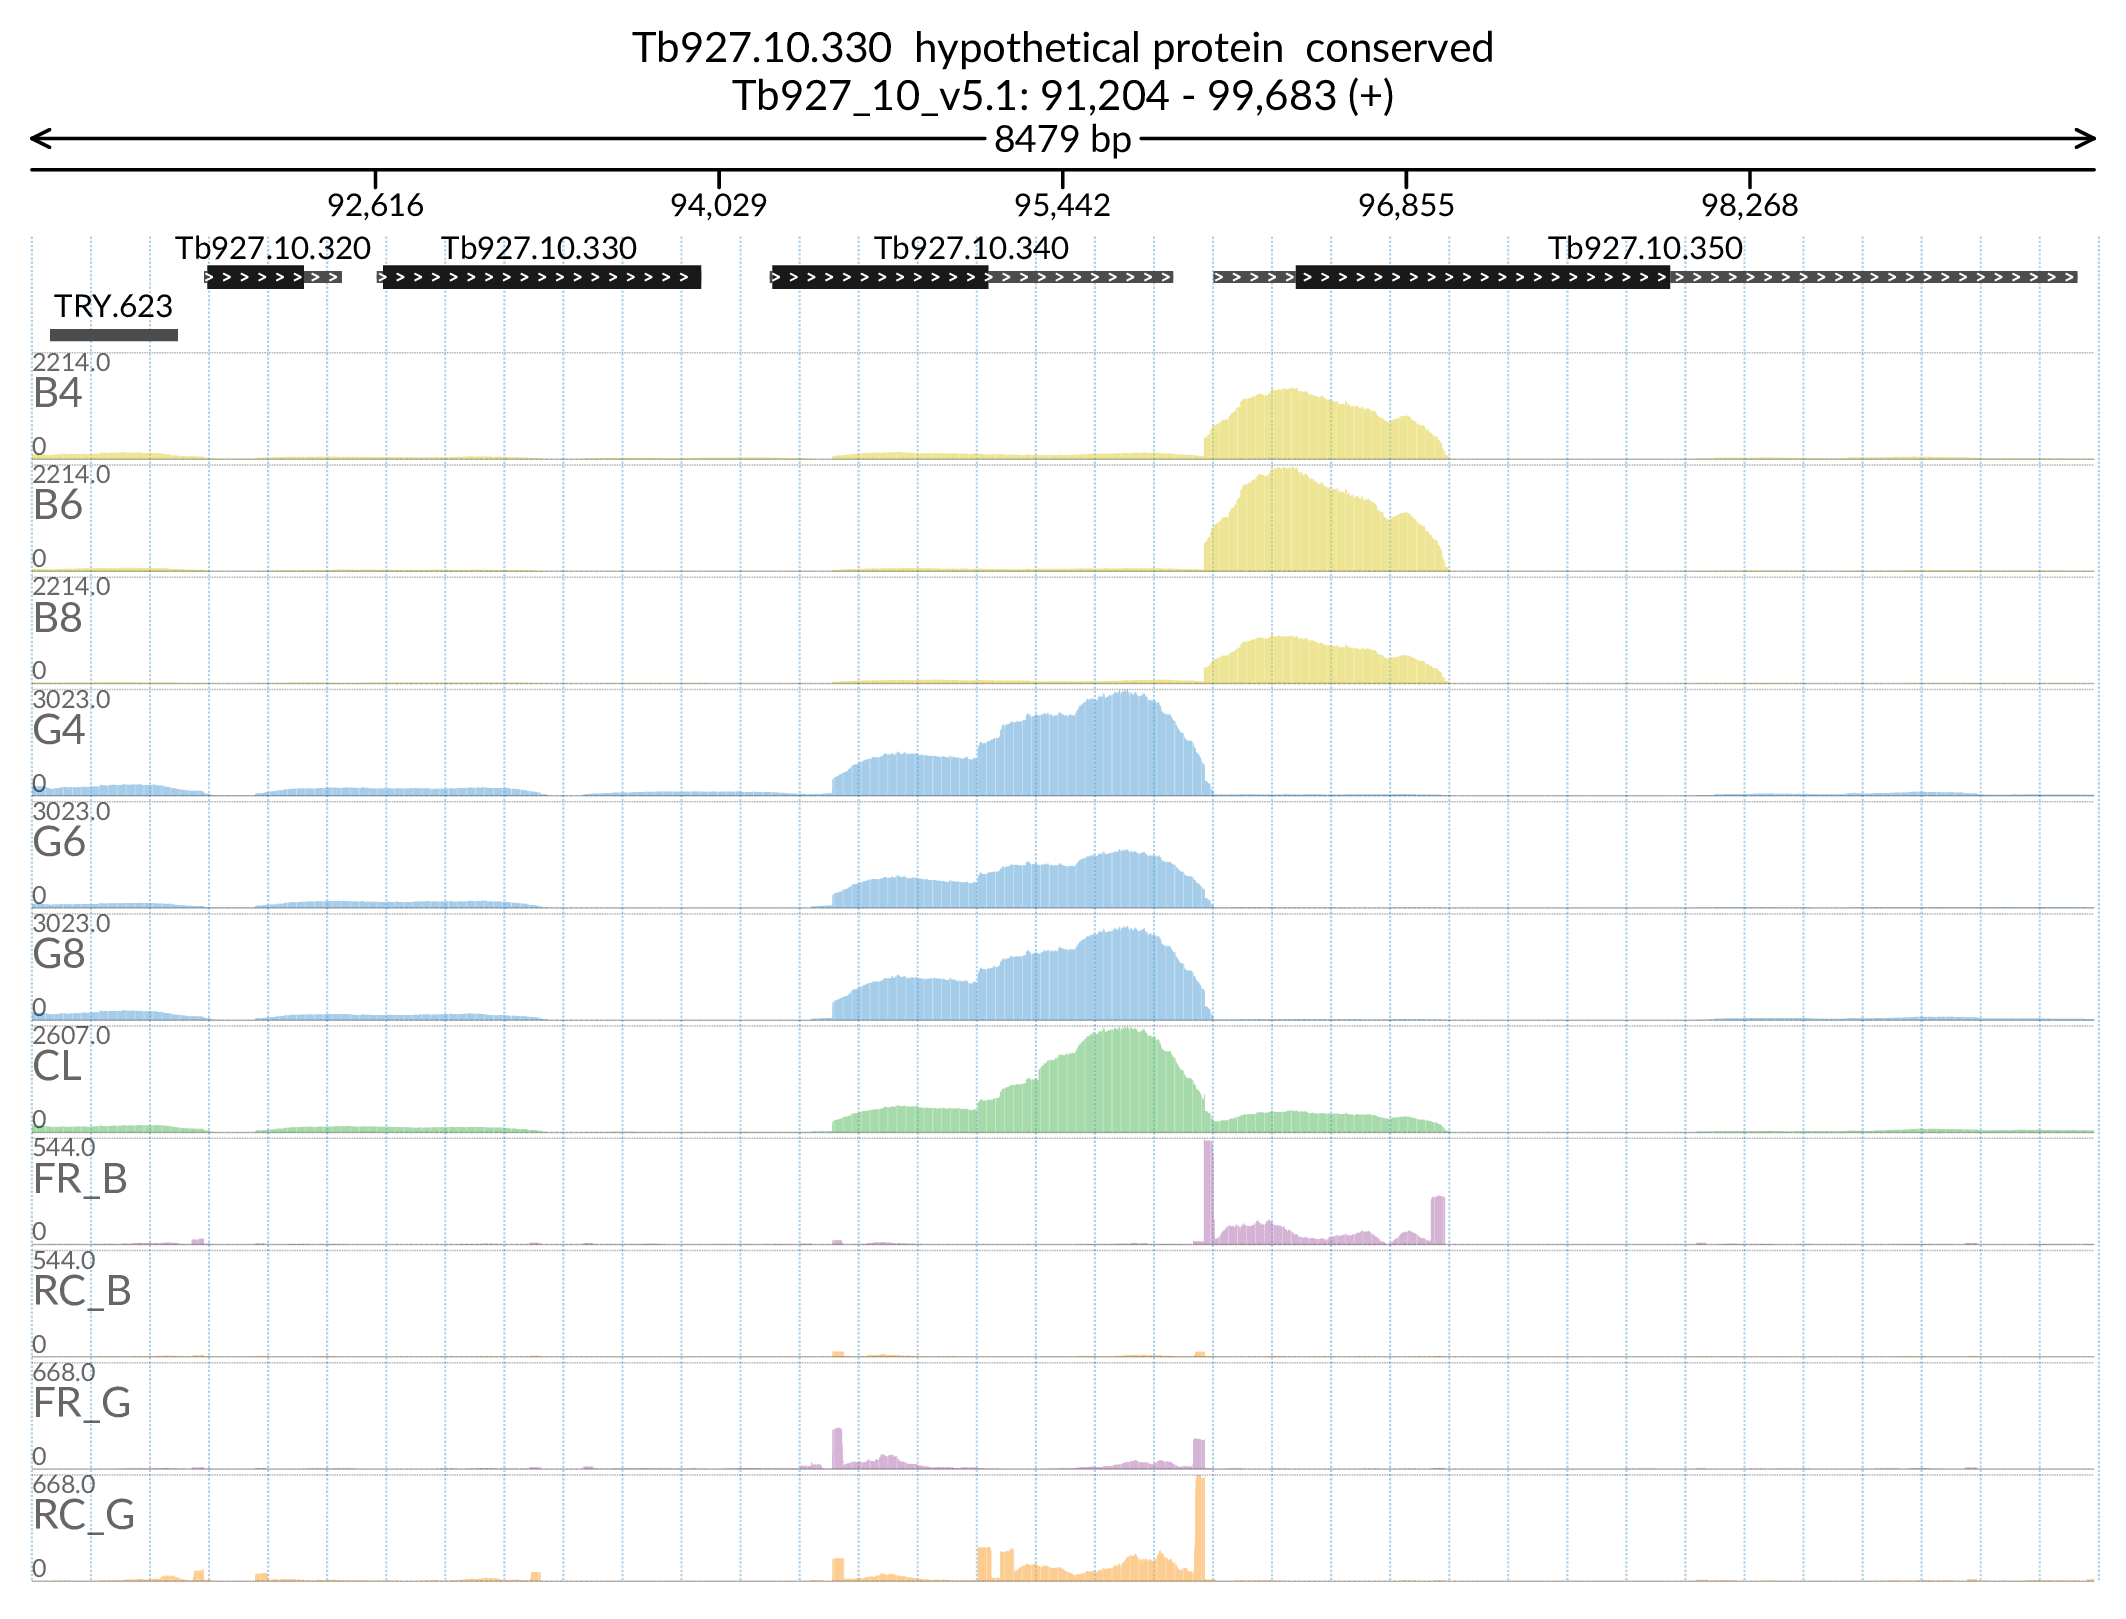 Tb927.10.330 hypothetical protein conserved
Tb927_10_v5.1: 91,204 - 99,683 (+)
8479 bp
92,616 94,029 95,442 96,855 98,268
Tb927.10.320 Tb927.10.330 Tb927.10.340 Tb927.10.350
TRY.623
2214.0
B4
0
2214.0
B6
0
2214.0
B8
0
3023.0
G4
0
3023.0
G6
0
3023.0
G8
0
2607.0
CL
0
544.0
FR_B
0
544.0
RC_B
0
668.0
FR_G
0
668.0
RC_G
0